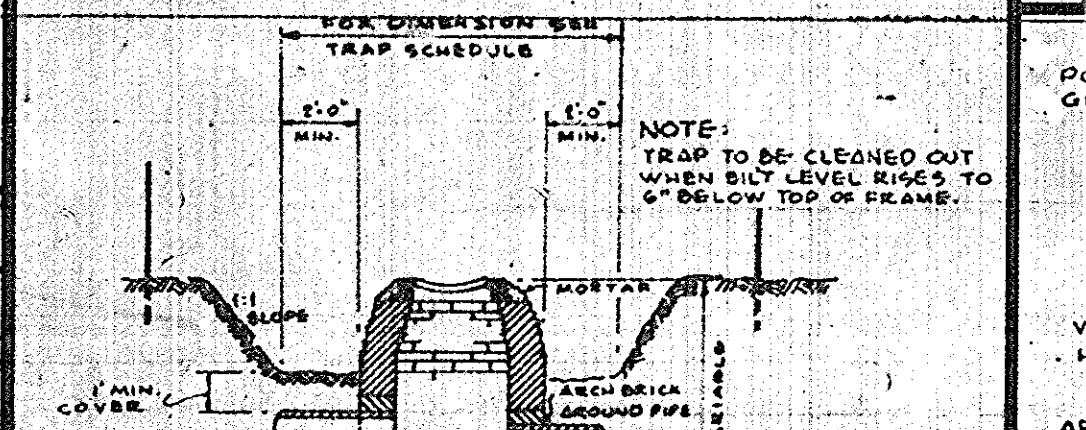 FOR DIMENSION SEE
TRAP SCHEDULE
2'-0"
MIN.
2'-0"
MIN.
NOTE:
TRAP TO BE CLEANED OUT
WHEN SILT LEVEL RISES TO
6" BELOW TOP OF FRAME.
MORTAR
1:1
SLOPE
1' MIN.
COVER
ARCH BRICK
AROUND PIPE